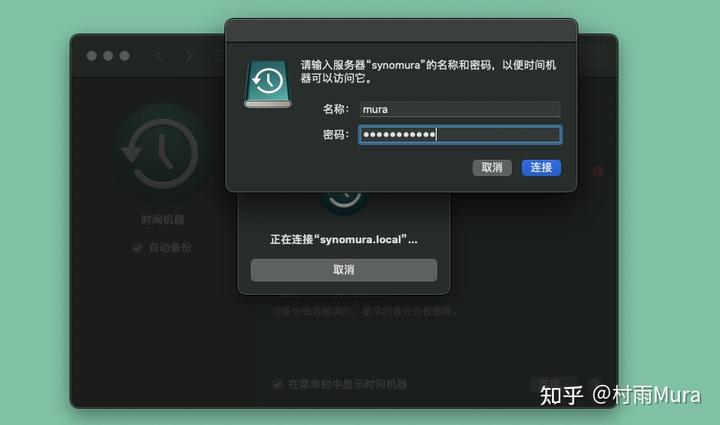 请输入服务器“synomura”的名称和密码，以便时间机
器可以访问它。
名称： mura
密码： ●●●●●●●●●●●
取消 连接
时间机器
自动备份
正在连接“synomura.local”…
取消
当备份磁盘装满时，最早的备份会被删除。
在菜单栏中显示时间机器
知乎 @村雨Mura